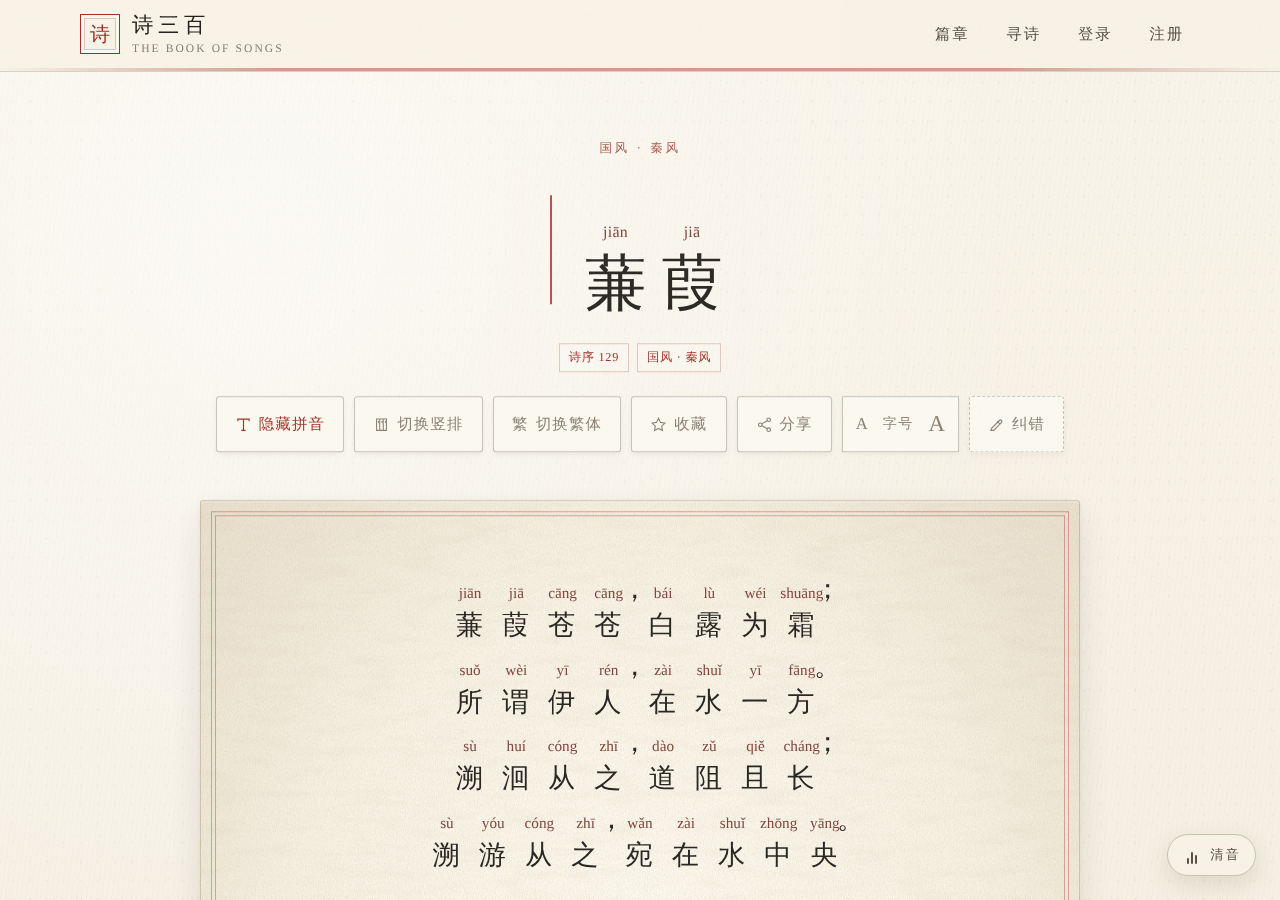 诗
诗三百
THE BOOK OF SONGS
篇章 寻诗 登录 注册
国风 · 秦风
jiān jiā
蒹葭
诗序 129 国风 · 秦风
隐藏拼音 切换竖排 繁 切换繁体 收藏 分享 A 字号 A 纠错
jiān jiā cāng cāng bái lù wéi shuāng
蒹葭苍苍，白露为霜；
suǒ wèi yī rén zài shuǐ yī fāng
所谓伊人，在水一方。
sù huí cóng zhī dào zǔ qiě cháng
溯洄从之，道阻且长；
sù yóu cóng zhī wǎn zài shuǐ zhōng yāng
溯游从之，宛在水中央。
清音